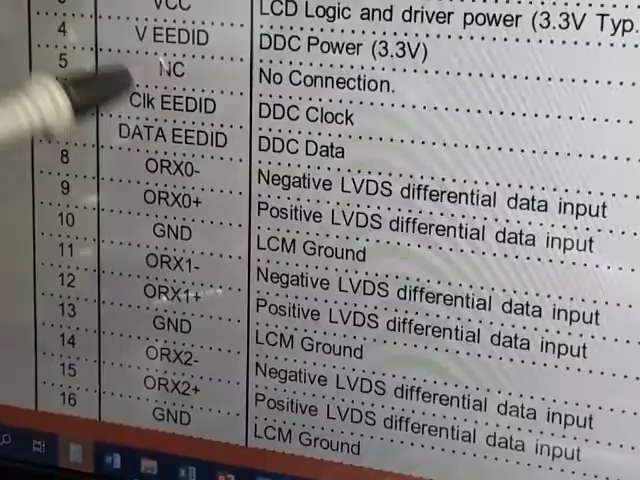 VCC LCD Logic and driver power (3.3V Typ.
4 V EEDID DDC Power (3.3V)
5 NC No Connection.
Clk EEDID DDC Clock
DATA EEDID DDC Data
8 ORX0- Negative LVDS differential data input
9 ORX0+ Positive LVDS differential data input
10 GND LCM Ground
11 ORX1- Negative LVDS differential data input
12 ORX1+ Positive LVDS differential data input
13 GND LCM Ground
14 ORX2- Negative LVDS differential data input
15 ORX2+ Positive LVDS differential data input
16 GND LCM Ground